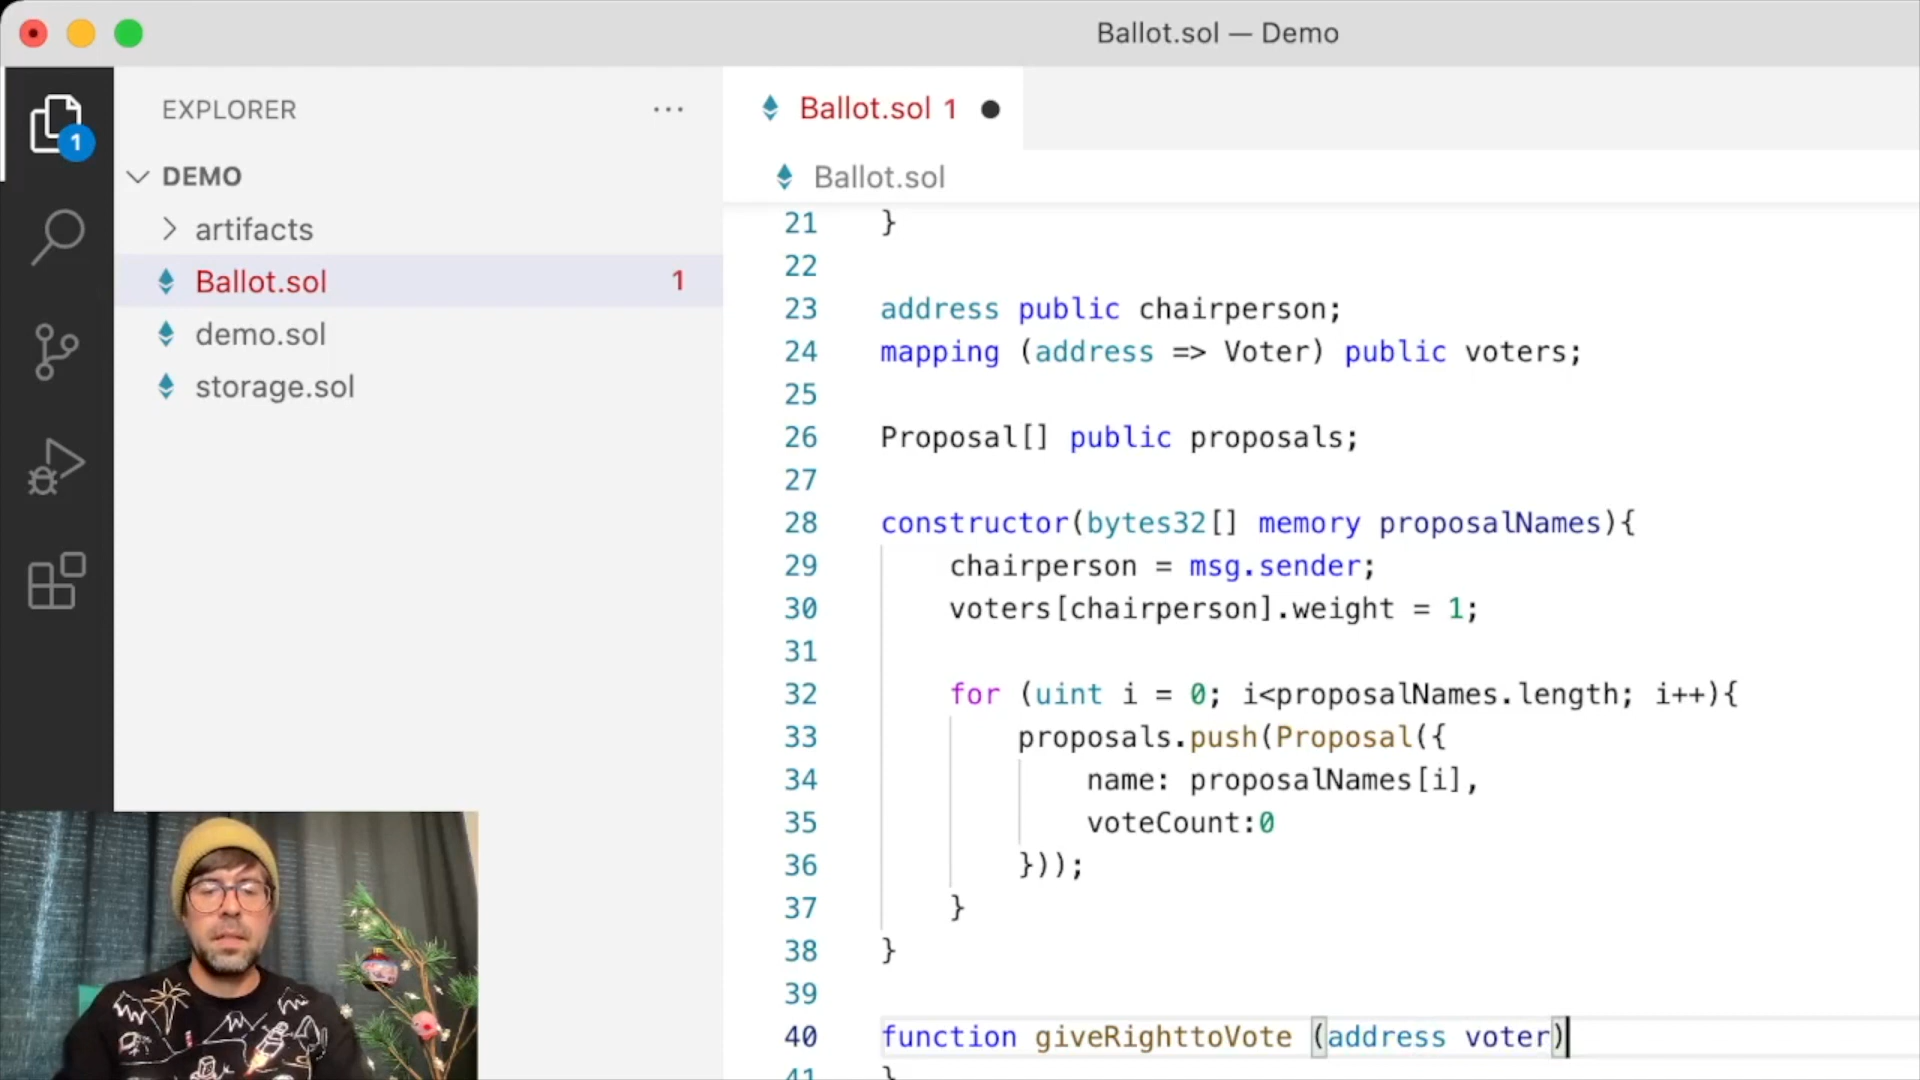 Ballot.sol — Demo
EXPLORER
Ballot.sol 1
1
DEMO
Ballot.sol
artifacts
Ballot.sol 1
demo.sol
storage.sol
21 }
22
23 address public chairperson;
24 mapping (address => Voter) public voters;
25
26 Proposal[] public proposals;
27
28 constructor(bytes32[] memory proposalNames){
29 chairperson = msg.sender;
30 voters[chairperson].weight = 1;
31
32 for (uint i = 0; i<proposalNames.length; i++){
33 proposals.push(Proposal({
34 name: proposalNames[i],
35 voteCount:0
36 }));
37 }
38 }
39
40 function giveRighttoVote (address voter)
41 }